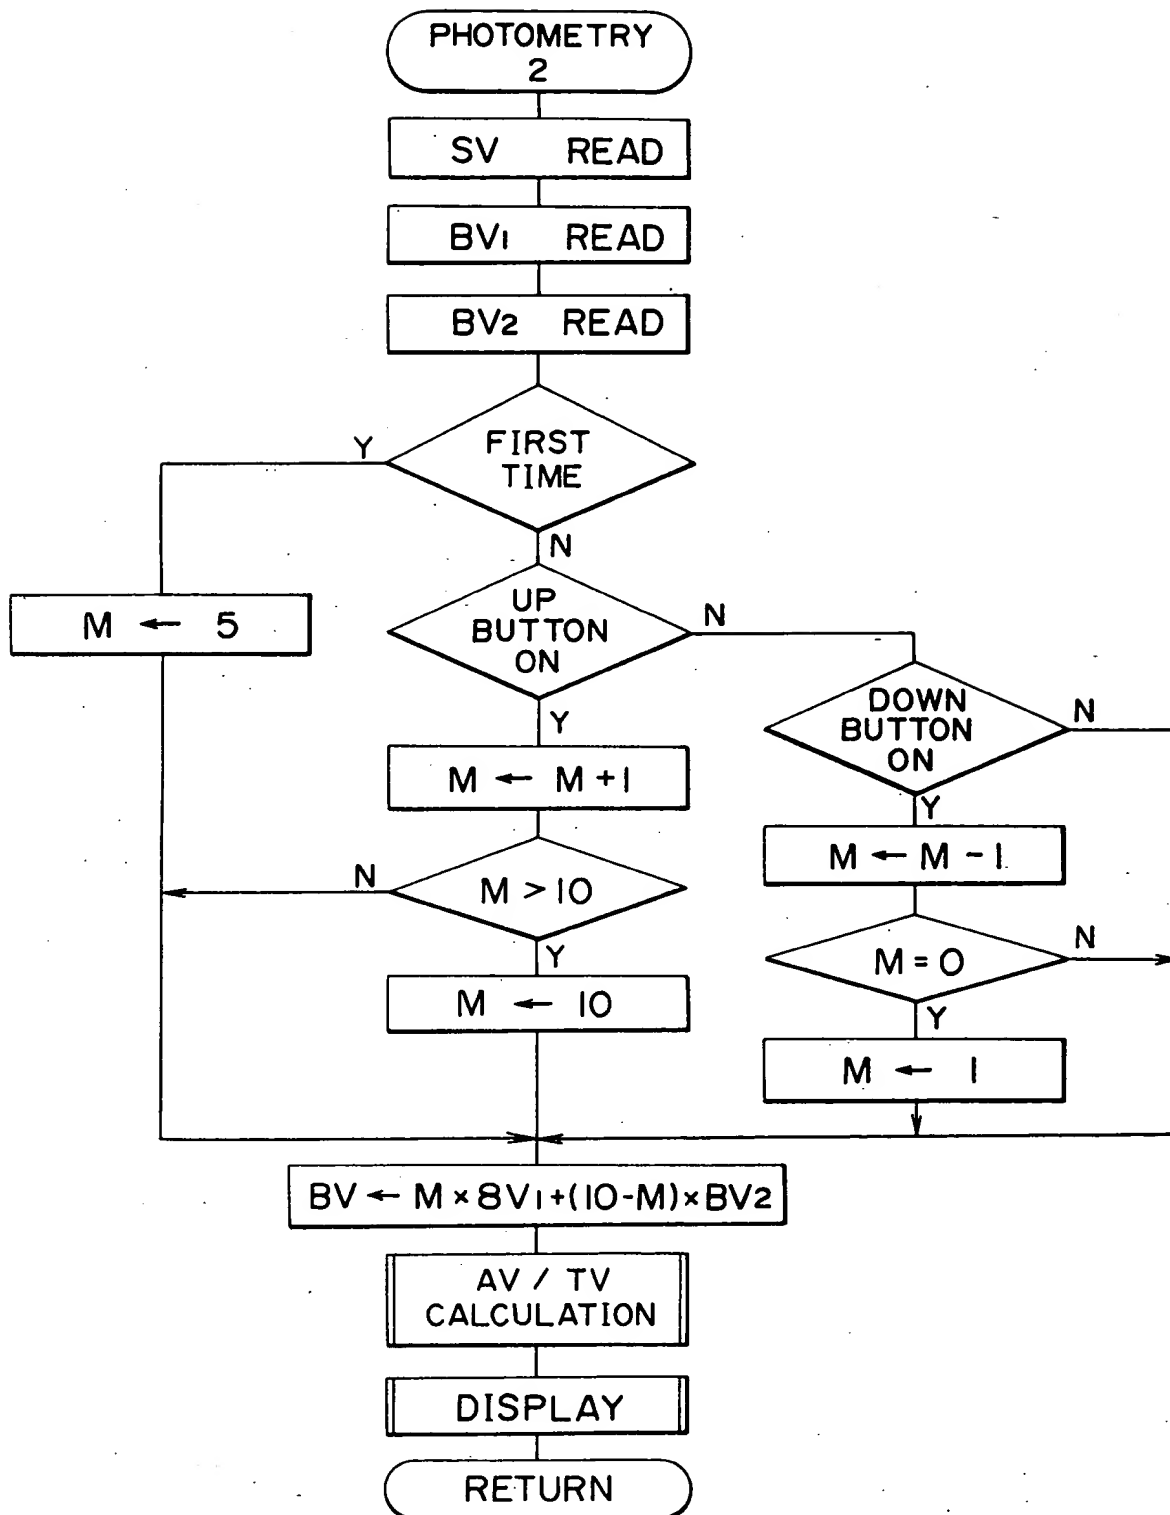 PHOTOMETRY
2
SV READ
BV1 READ
BV2 READ
FIRST
TIME
Y
N
M ← 5
UP
BUTTON
ON
N
Y
DOWN
BUTTON
ON
N
Y
M ← M+1
M ← M-1
M > 10
N
Y
M = 0
N
Y
M ← 10
M ← 1
BV ← M × 8V1+(10-M)×BV2
AV / TV
CALCULATION
DISPLAY
RETURN